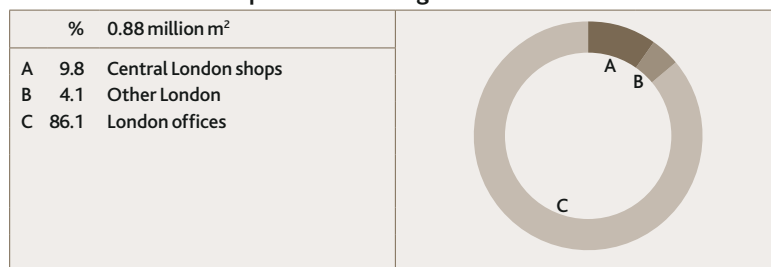 % 0.88 million m²
A 9.8 Central London shops
B 4.1 Other London
C 86.1 London offices
A
B
C